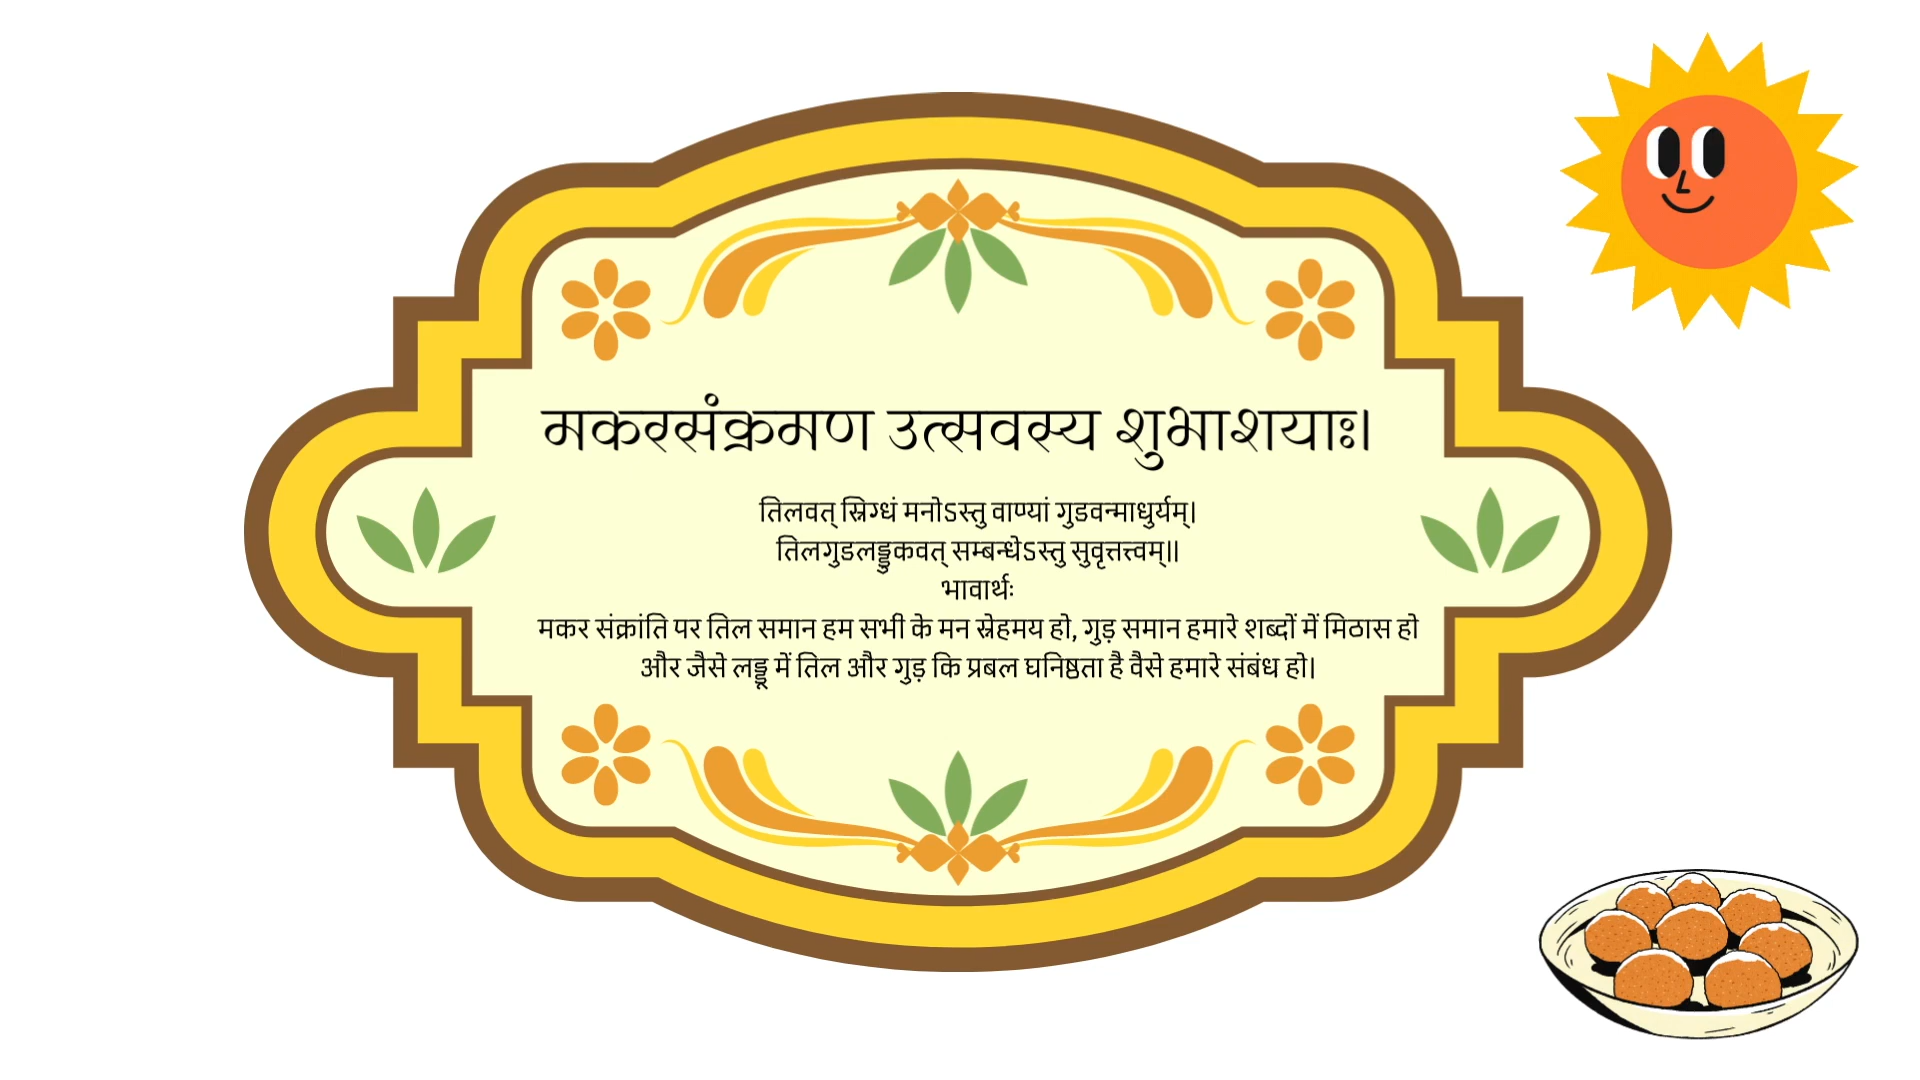 मकरसंक्रमण उत्सवस्य शुभाशयाः।
तिलवत् स्निग्धं मनोऽस्तु वाण्यां गुडवन्माधुर्यम्।
तिलगुडलड्डुकवत् सम्बन्धेऽस्तु सुवृत्तत्त्वम्॥
भावार्थः
मकर संक्रांति पर तिल समान हम सभी के मन स्नेहमय हो, गुड़ समान हमारे शब्दों में मिठास हो
और जैसे लड्डू में तिल और गुड़ कि प्रबल घनिष्ठता है वैसे हमारे संबंध हो।